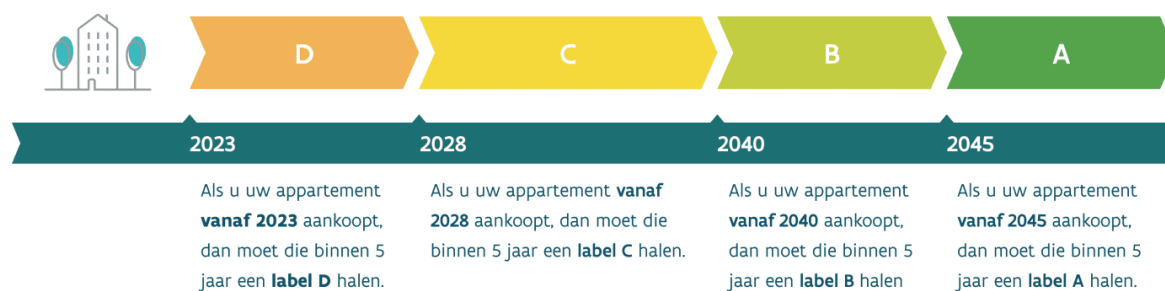 D
C
B
A
2023
2028
2040
2045
Als u uw appartement
vanaf 2023 aankoopt,
dan moet die binnen 5
jaar een label D halen.
Als u uw appartement vanaf
2028 aankoopt, dan moet die
binnen 5 jaar een label C halen.
Als u uw appartement
vanaf 2040 aankoopt,
dan moet die binnen 5
jaar een label B halen
Als u uw appartement
vanaf 2045 aankoopt,
dan moet die binnen 5
jaar een label A halen.